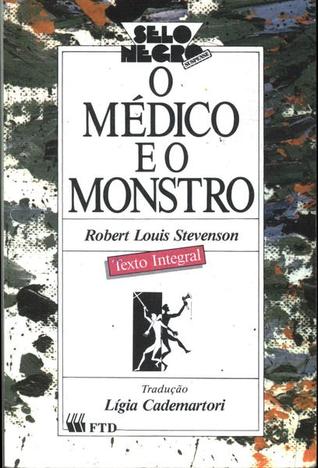 SELO
NEGRO
SUSPENSE
O
MÉDICO
E O
MONSTRO
Robert Louis Stevenson
Texto Integral
Tradução
Lígia Cademartori
FTD